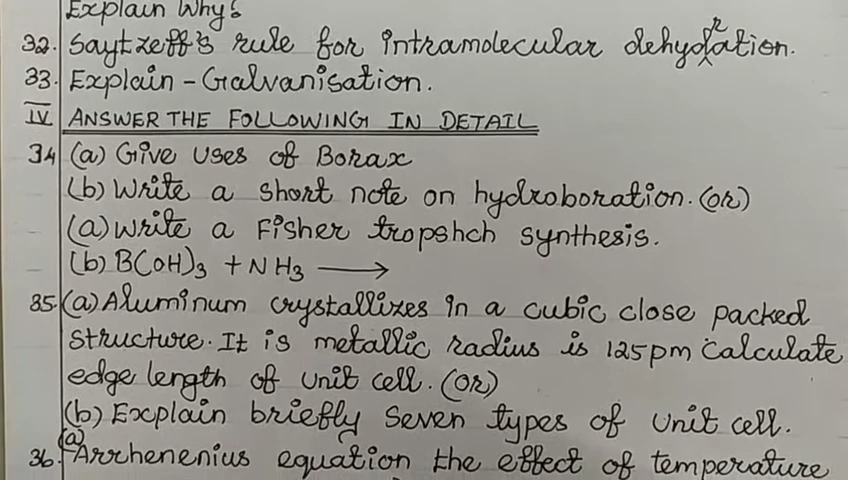 Explain Why?
32. Saytzeff's rule for intramolecular dehydration.
33. Explain - Galvanisation.
IV ANSWER THE FOLLOWING IN DETAIL
34 (a) Give Uses of Borax
(b) Write a short note on hydroboration. (or)
(a) Write a Fisher tropshch synthesis.
(b) B(OH)3 + NH3 ⟶
35. (a) Aluminum crystallizes in a cubic close packed
structure. It is metallic radius is 125pm Calculate
edge length of unit cell. (OR)
(b) Explain briefly Seven types of unit cell.
36. (a) Arrhenenius equation the effect of temperature